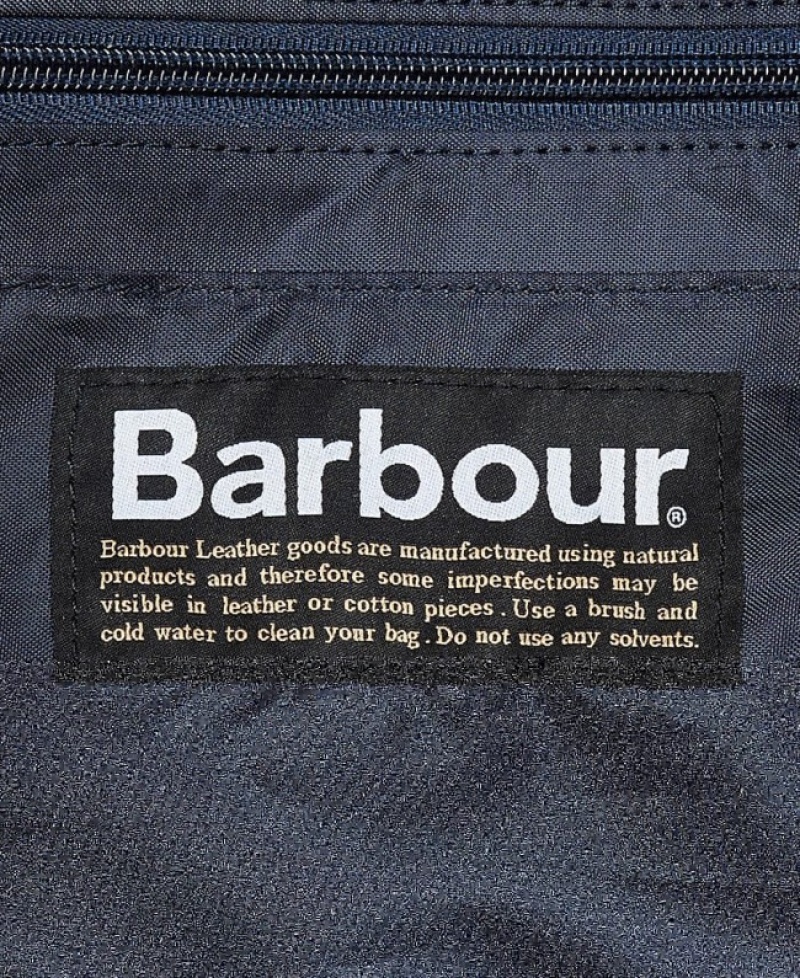 Barbour®
Barbour Leather goods are manufactured using natural
products and therefore some imperfections may be
visible in leather or cotton pieces. Use a brush and
cold water to clean your bag. Do not use any solvents.